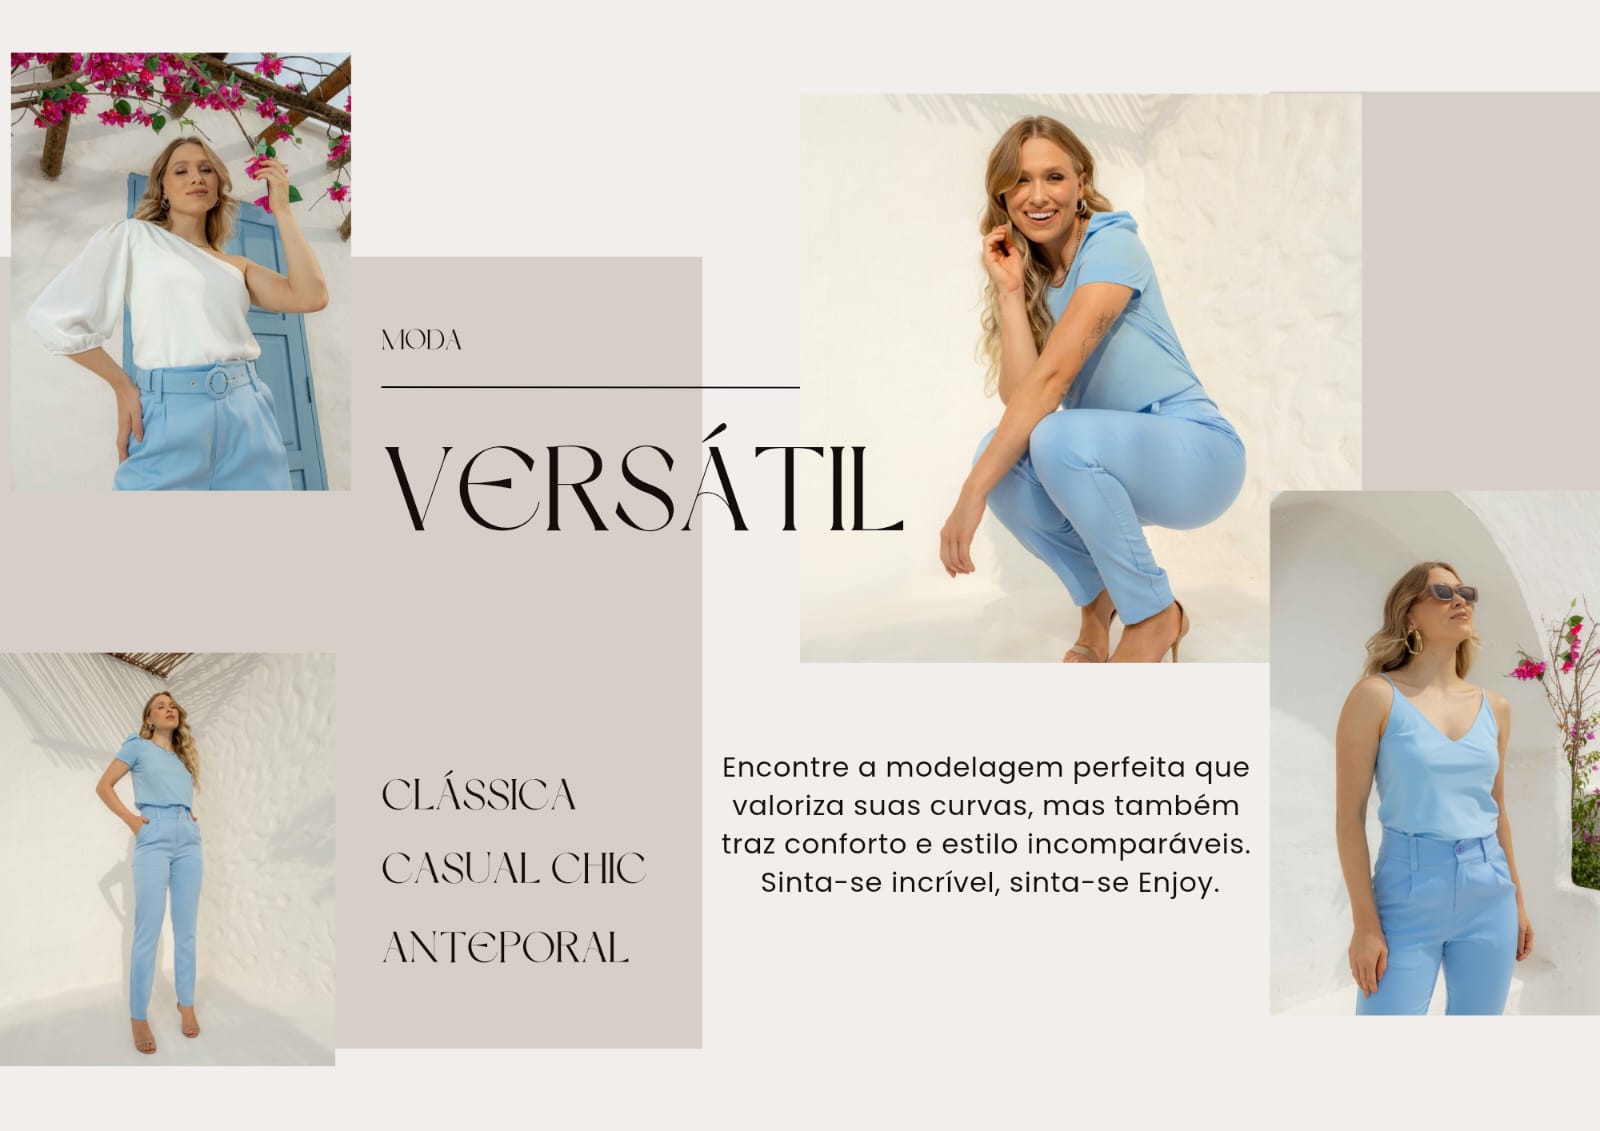 MODA
VERSÁTIL
CLÁSSICA
CASUAL CHIC
ANTEPORAL
Encontre a modelagem perfeita que
valoriza suas curvas, mas também
traz conforto e estilo incomparáveis.
Sinta-se incrível, sinta-se Enjoy.